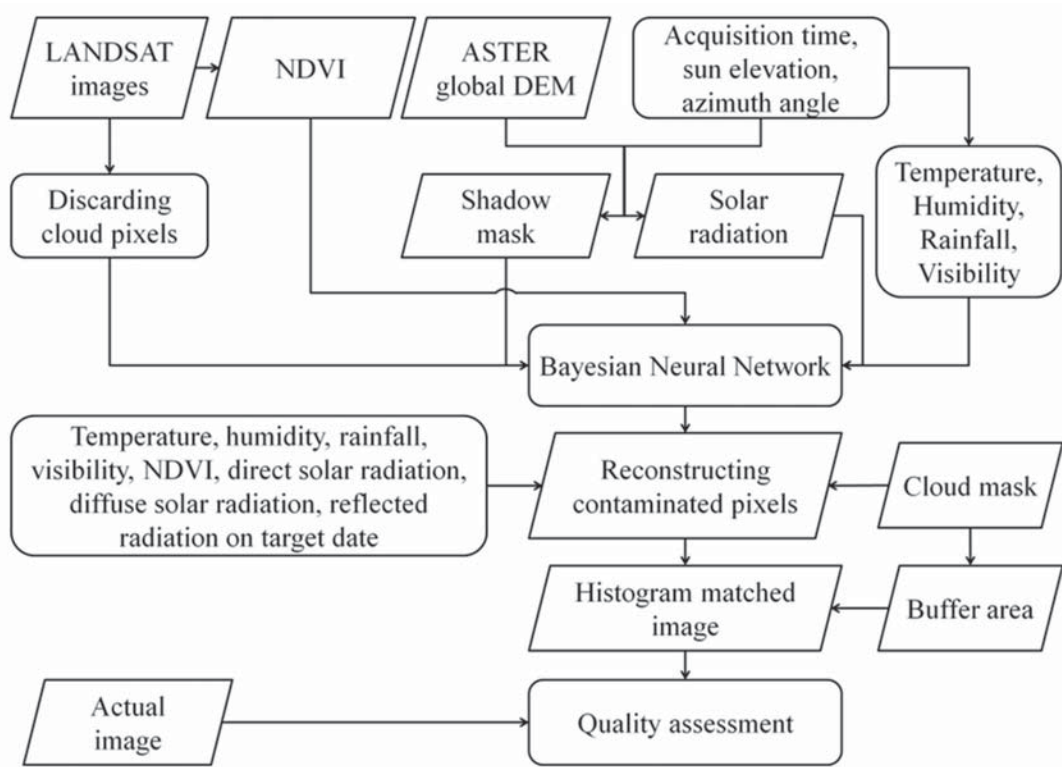 LANDSAT
images
NDVI
ASTER
global DEM
Acquisition time,
sun elevation,
azimuth angle
Discarding
cloud pixels
Shadow
mask
Solar
radiation
Temperature,
Humidity,
Rainfall,
Visibility
Bayesian Neural Network
Temperature, humidity, rainfall,
visibility, NDVI, direct solar radiation,
diffuse solar radiation, reflected
radiation on target date
Reconstructing
contaminated pixels
Cloud mask
Histogram matched
image
Buffer area
Actual
image
Quality assessment